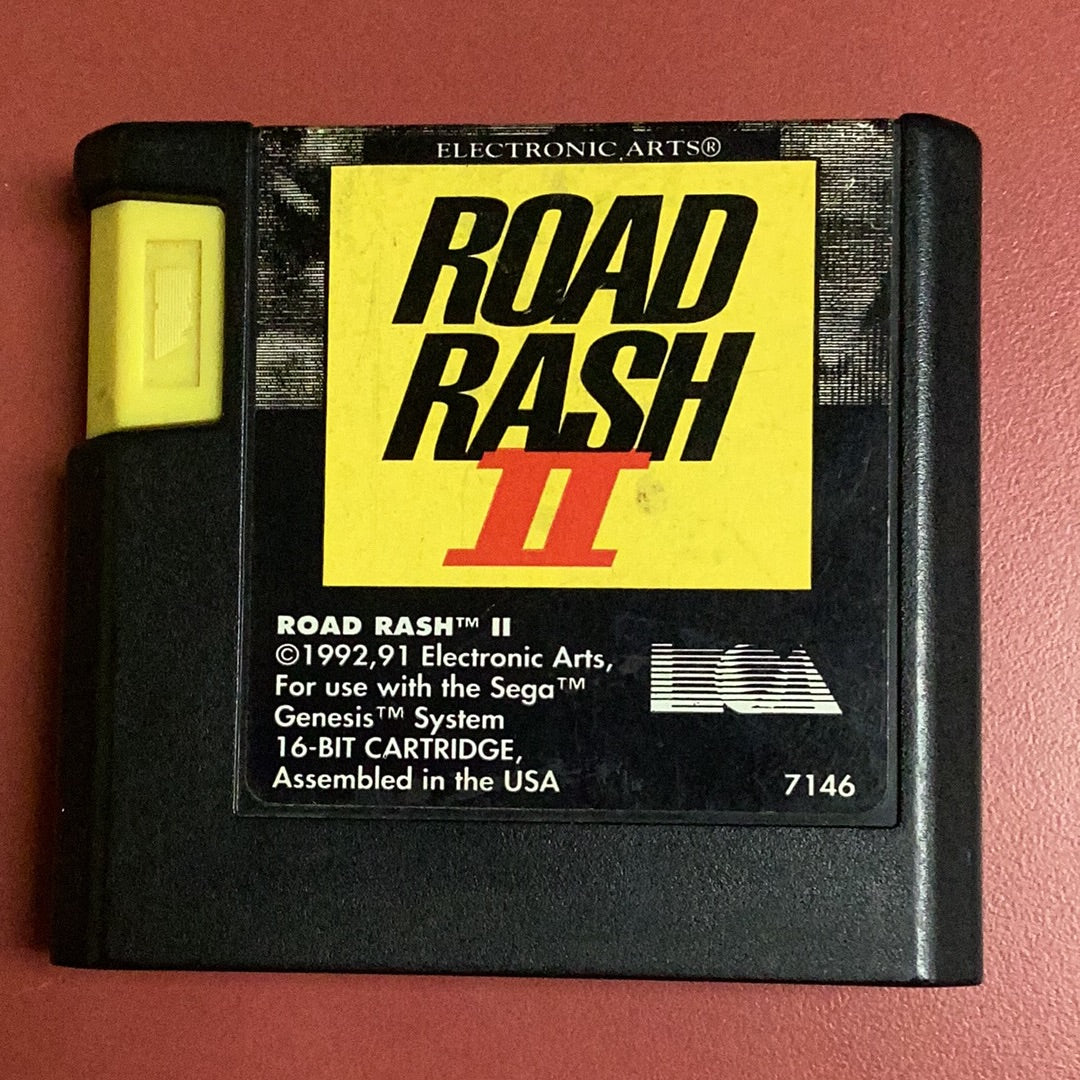 ELECTRONIC ARTS®
ROAD
RASH
II
ROAD RASH™ II
©1992,91 Electronic Arts,
For use with the Sega™
Genesis™ System
16-BIT CARTRIDGE,
Assembled in the USA
EA
7146